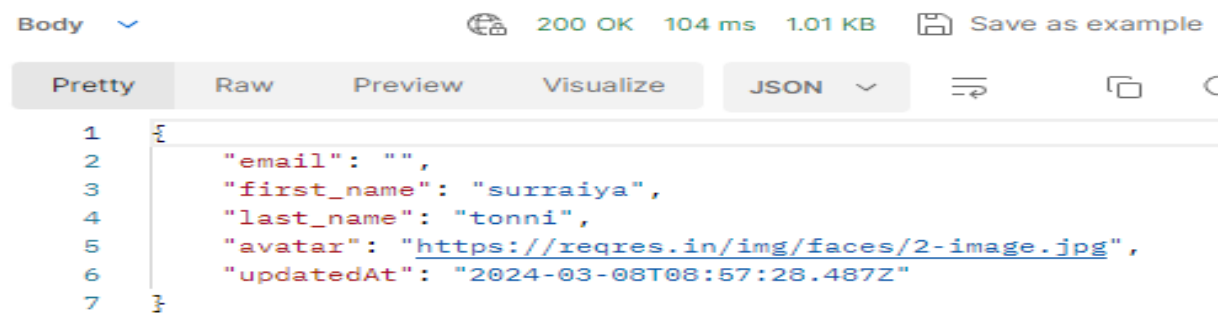 Body 200 OK 104 ms 1.01 KB Save as example
Pretty Raw Preview Visualize JSON
1 {
2 "email": "",
3 "first_name": "surraiya",
4 "last_name": "tonni",
5 "avatar": "https://reqres.in/img/faces/2-image.jpg",
6 "updatedAt": "2024-03-08T08:57:28.487Z"
7 }